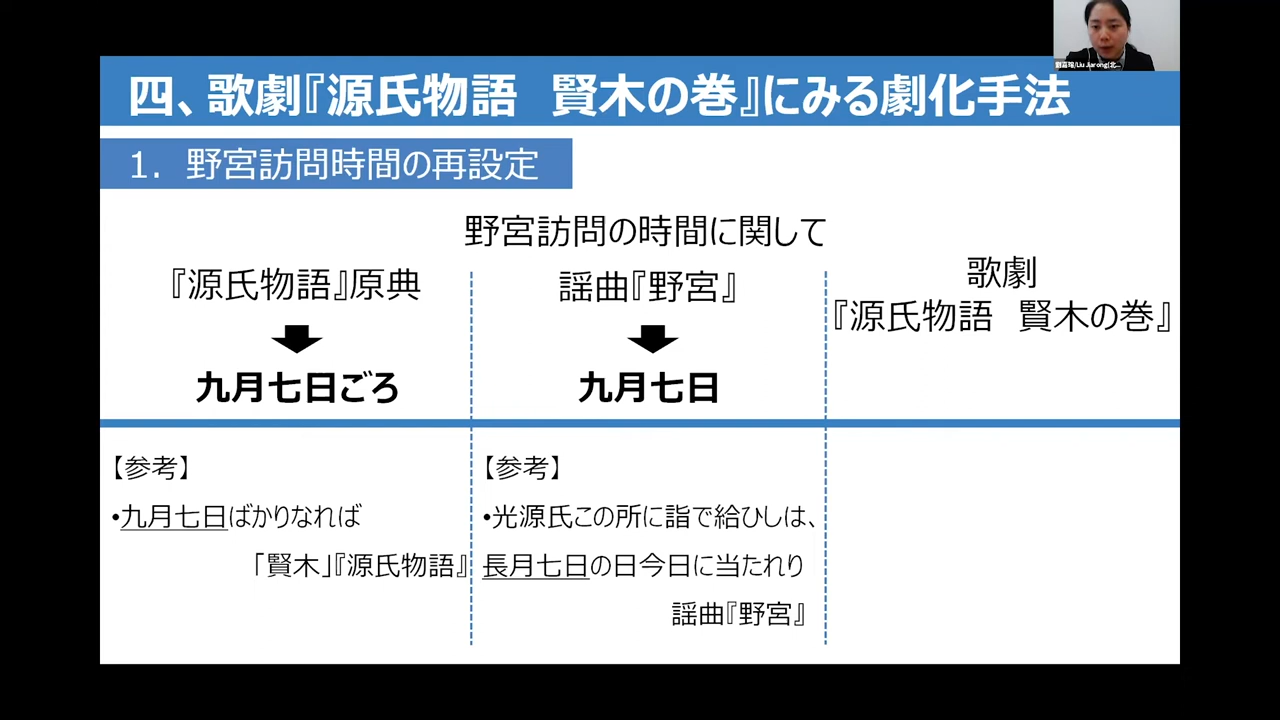 劉嘉瑢/Liu Jiarong(北...
四、歌劇『源氏物語　賢木の巻』にみる劇化手法
1．野宮訪問時間の再設定
野宮訪問の時間に関して
『源氏物語』原典
謡曲『野宮』
歌劇
『源氏物語　賢木の巻』
九月七日ごろ
九月七日
【参考】
•九月七日ばかりなれば
「賢木」『源氏物語』
【参考】
•光源氏この所に詣で給ひしは、
長月七日の日今日に当たれり
謡曲『野宮』